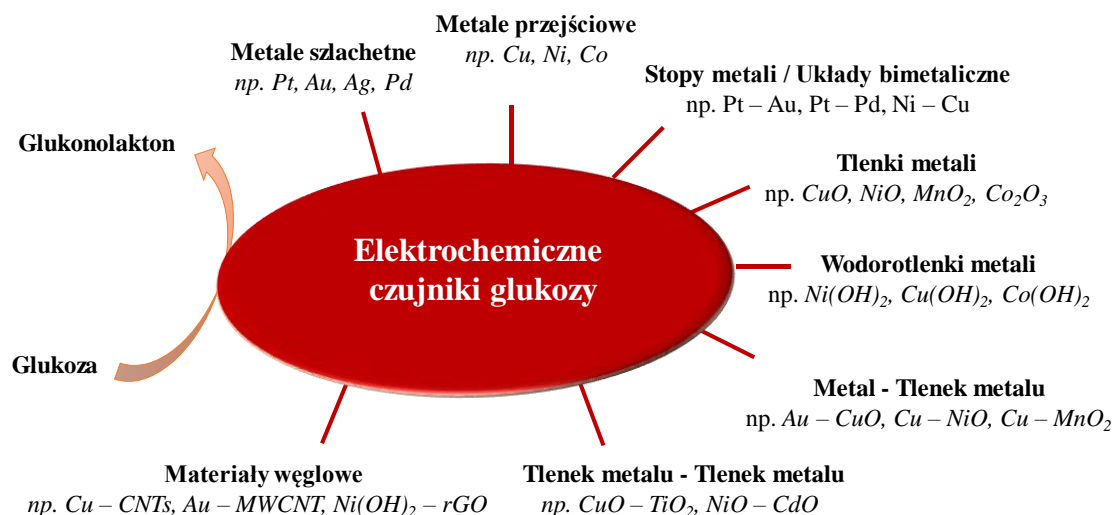 Metale przejściowe
np. Cu, Ni, Co
Metale szlachetne
np. Pt, Au, Ag, Pd
Stopy metali / Układy bimetaliczne
np. Pt – Au, Pt – Pd, Ni – Cu
Glukonolakton
Tlenki metali
np. CuO, NiO, MnO₂, Co₂O₃
Elektrochemiczne
czujniki glukozy
Wodorotlenki metali
np. Ni(OH)₂, Cu(OH)₂, Co(OH)₂
Glukoza
Metal - Tlenek metalu
np. Au – CuO, Cu – NiO, Cu – MnO₂
Materiały węglowe
np. Cu – CNTs, Au – MWCNT, Ni(OH)₂ – rGO
Tlenek metalu - Tlenek metalu
np. CuO – TiO₂, NiO – CdO